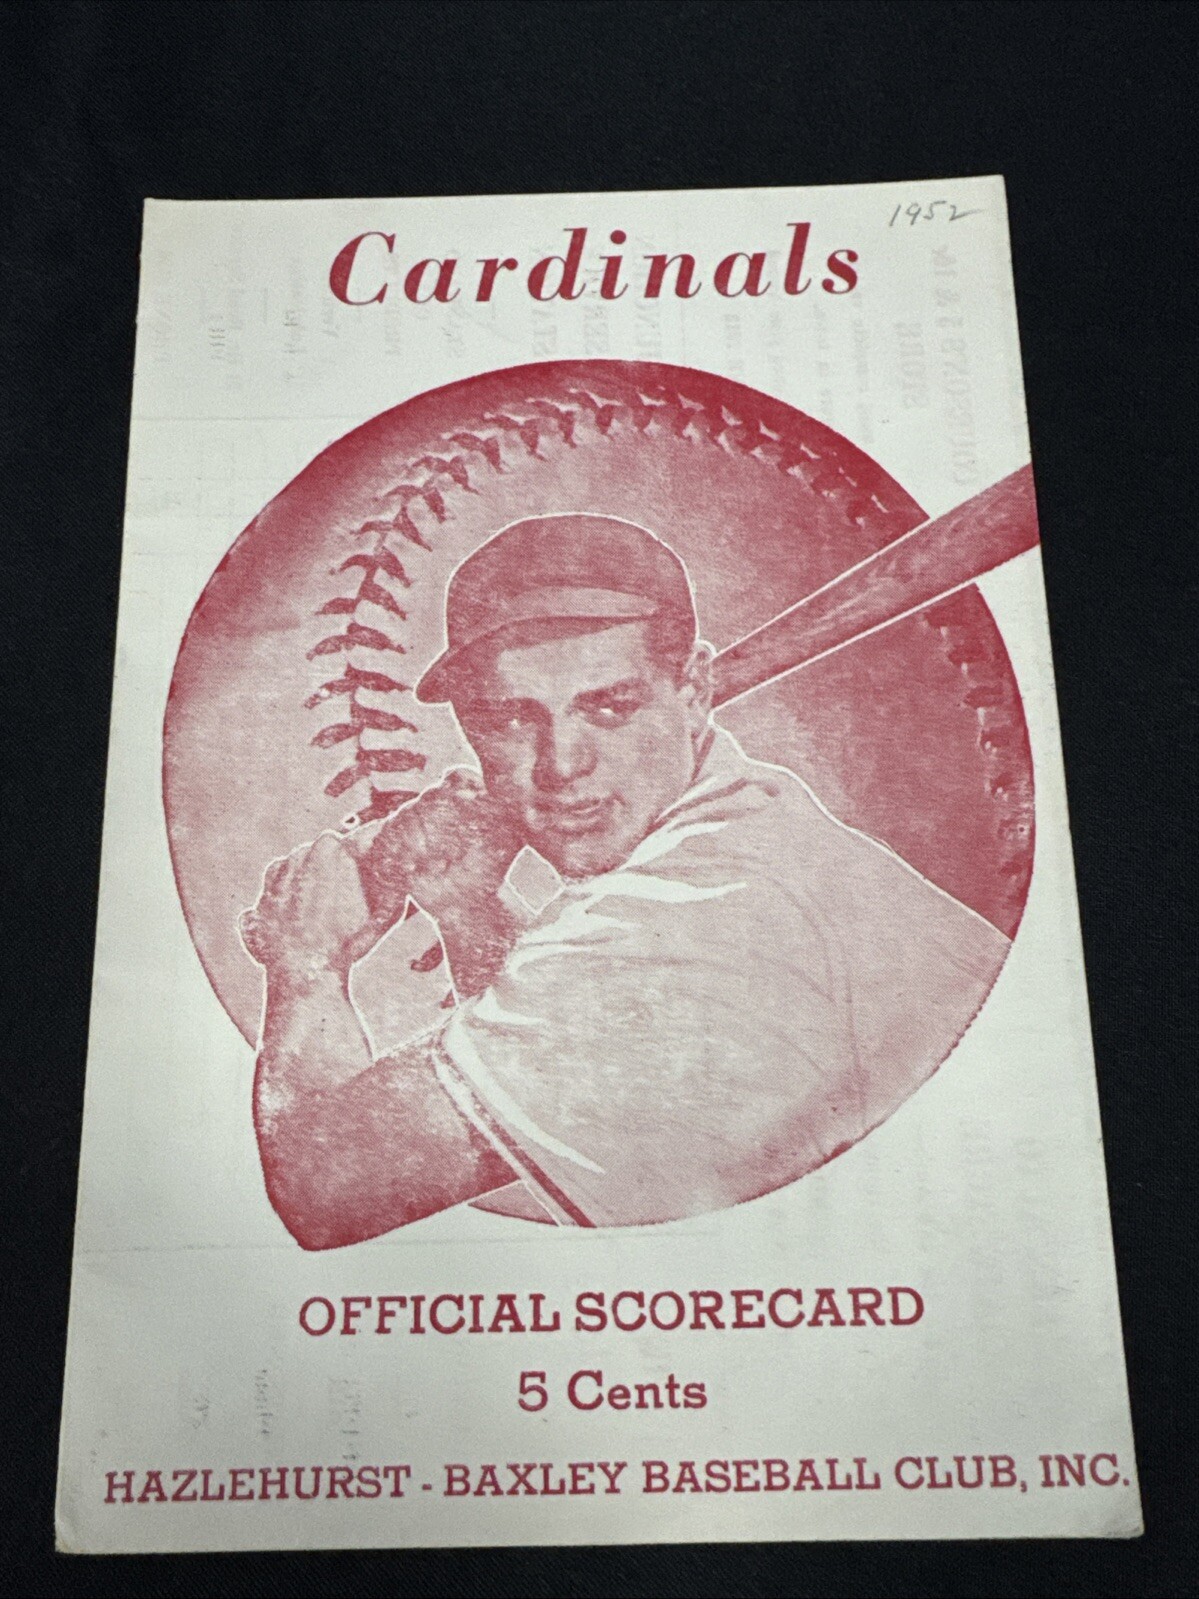 1952
Cardinals
OFFICIAL SCORECARD
5 Cents
HAZLEHURST - BAXLEY BASEBALL CLUB, INC.